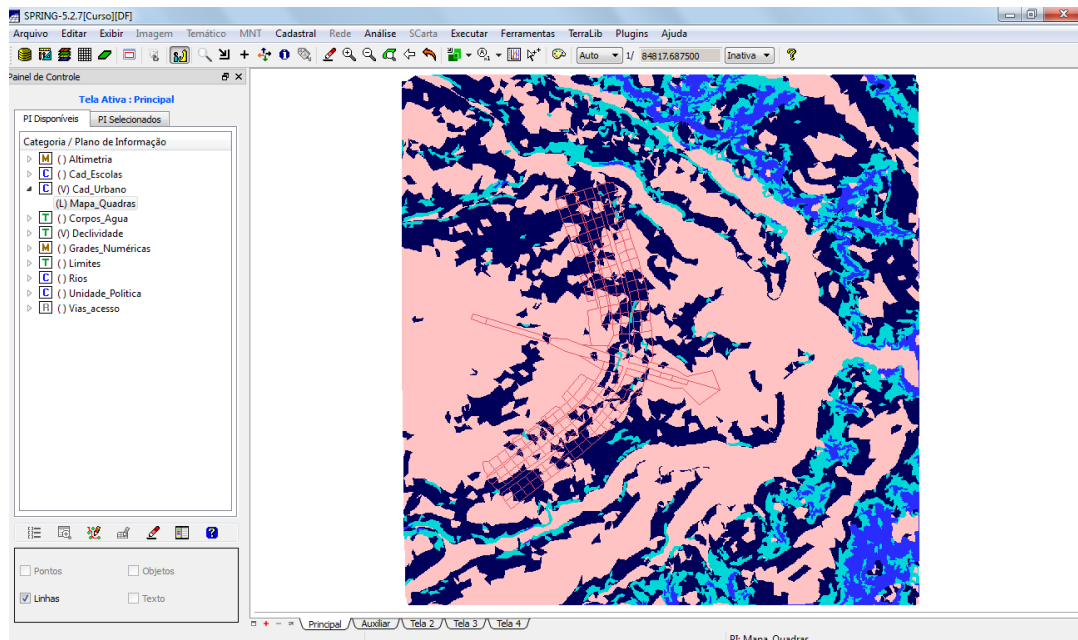 SPRING-5.2.7[Curso][DF]
Arquivo Editar Exibir Imagem Temático MNT Cadastral Rede Análise SCarta Executar Ferramentas TerraLib Plugins Ajuda
Auto 1/ 84817.687500 Inativa
Painel de Controle
Tela Ativa : Principal
PI Disponíveis PI Selecionados
Categoria / Plano de Informação
M () Altimetria
C () Cad_Escolas
C (V) Cad_Urbano
(L) Mapa_Quadras
T () Corpos_Agua
T (V) Declividade
M () Grades_Numéricas
T () Limites
C () Rios
C () Unidade_Politica
R () Vias_acesso
Pontos Objetos
Linhas Texto
Principal Auxiliar Tela 2 Tela 3 Tela 4
PI: Mapa_Quadras